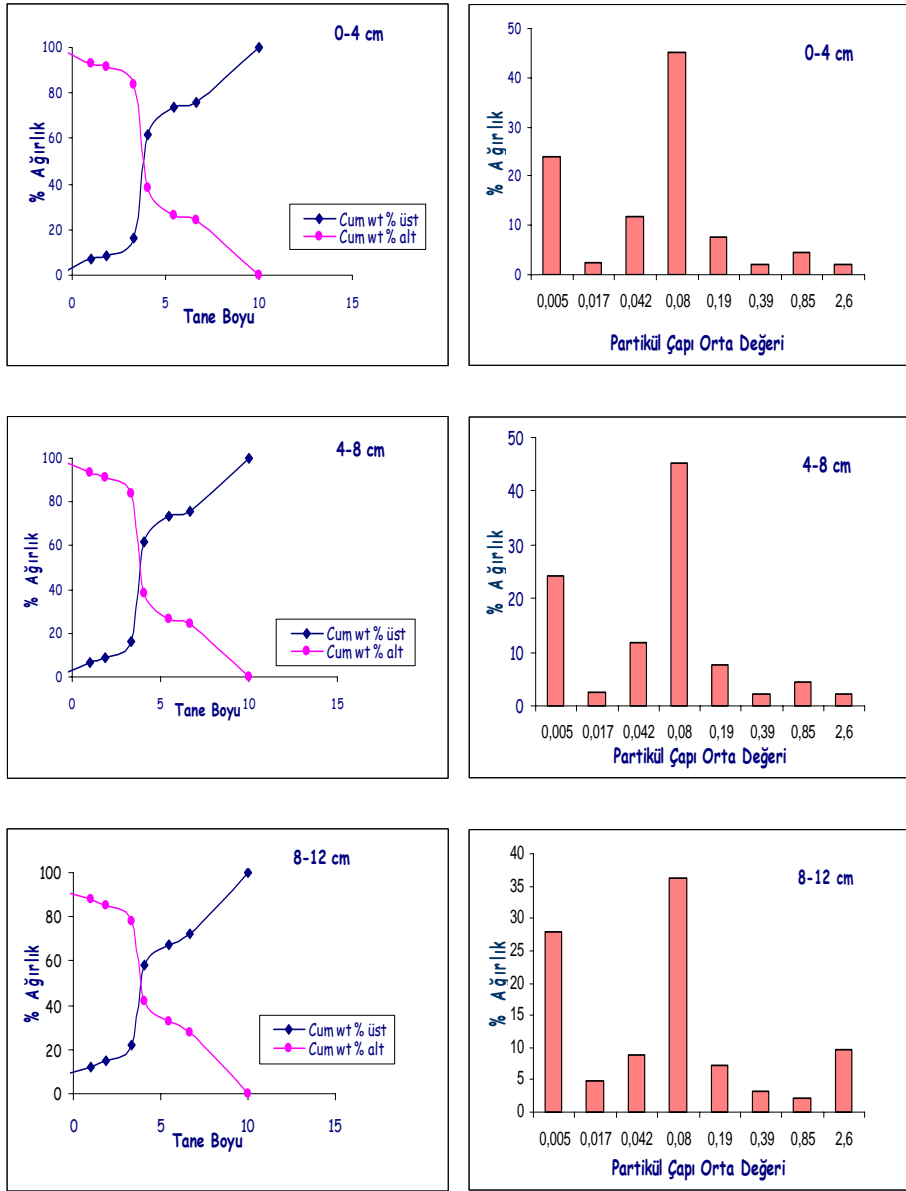 0-4 cm
100
80
60
40
20
0
% Ağırlık
Cum wt % üst
Cum wt % alt
0 5 10 15
Tane Boyu
0-4 cm
50
40
30
20
10
0
% Ağırlık
0,005 0,017 0,042 0,08 0,19 0,39 0,85 2,6
Partikül Çapı Orta Değeri
4-8 cm
100
80
60
40
20
0
% Ağırlık
Cum wt % üst
Cum wt % alt
0 5 10 15
Tane Boyu
4-8 cm
50
40
30
20
10
0
% Ağırlık
0,005 0,017 0,042 0,08 0,19 0,39 0,85 2,6
Partikül Çapı Orta Değeri
8-12 cm
100
80
60
40
20
0
% Ağırlık
Cum wt % üst
Cum wt % alt
0 5 10 15
Tane Boyu
8-12 cm
40
35
30
25
20
15
10
5
0
% Ağırlık
0,005 0,017 0,042 0,08 0,19 0,39 0,85 2,6
Partikül Çapı Orta Değeri